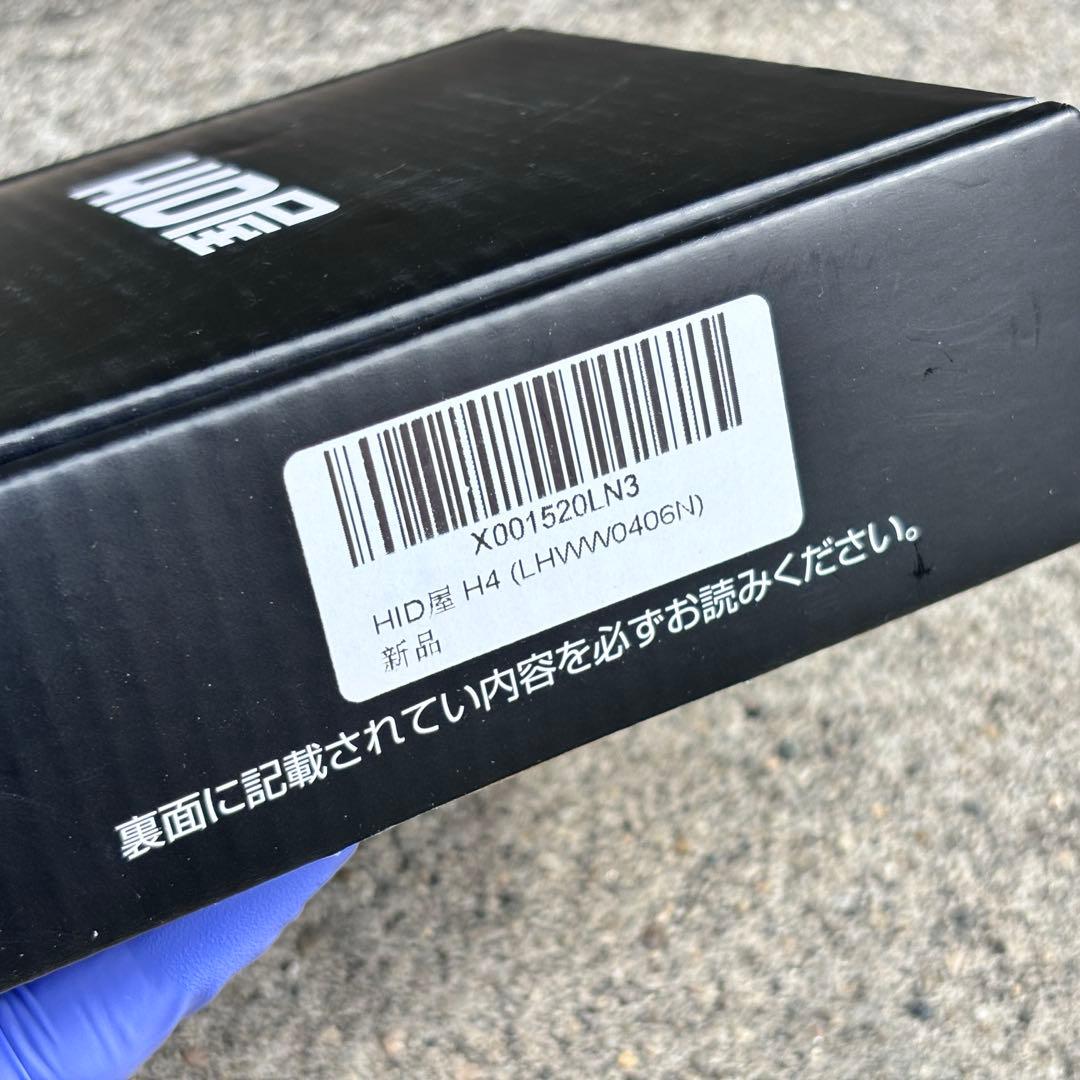 HID屋
X001520LN3
HID屋 H4 (LHWW0406N)
新品
裏面に記載されてい内容を必ずお読みください。